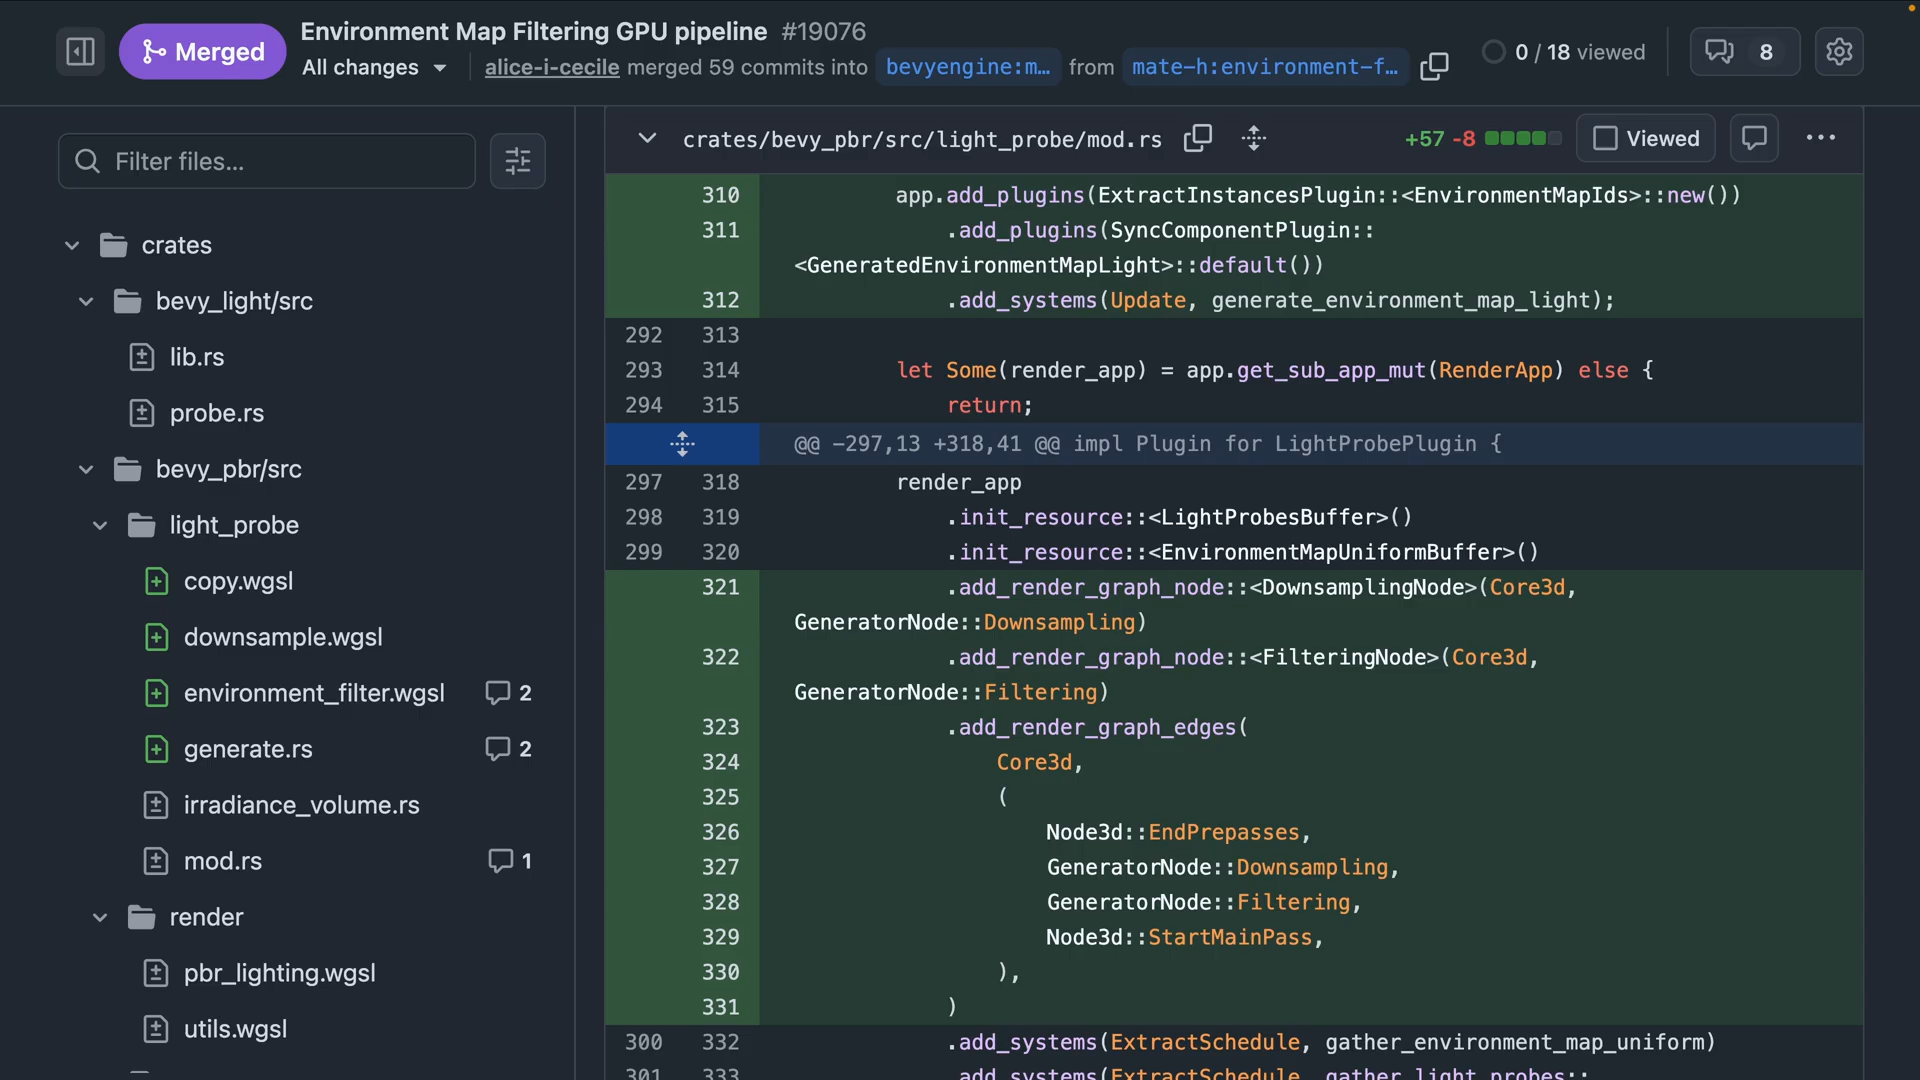 Merged
Environment Map Filtering GPU pipeline #19076
All changes
alice-i-cecile merged 59 commits into bevyengine:m… from mate-h:environment-f…
0 / 18 viewed
8
Filter files...
crates
bevy_light/src
lib.rs
probe.rs
bevy_pbr/src
light_probe
copy.wgsl
downsample.wgsl
environment_filter.wgsl 2
generate.rs 2
irradiance_volume.rs
mod.rs 1
render
pbr_lighting.wgsl
utils.wgsl
crates/bevy_pbr/src/light_probe/mod.rs +57 -8 Viewed
310 app.add_plugins(ExtractInstancesPlugin::<EnvironmentMapIds>::new())
311 .add_plugins(SyncComponentPlugin::
<GeneratedEnvironmentMapLight>::default())
312 .add_systems(Update, generate_environment_map_light);
292 313
293 314 let Some(render_app) = app.get_sub_app_mut(RenderApp) else {
294 315 return;
@@ -297,13 +318,41 @@ impl Plugin for LightProbePlugin {
297 318 render_app
298 319 .init_resource::<LightProbesBuffer>()
299 320 .init_resource::<EnvironmentMapUniformBuffer>()
321 .add_render_graph_node::<DownsamplingNode>(Core3d,
GeneratorNode::Downsampling)
322 .add_render_graph_node::<FilteringNode>(Core3d,
GeneratorNode::Filtering)
323 .add_render_graph_edges(
324 Core3d,
325 (
326 Node3d::EndPrepasses,
327 GeneratorNode::Downsampling,
328 GeneratorNode::Filtering,
329 Node3d::StartMainPass,
330 ),
331 )
300 332 .add_systems(ExtractSchedule, gather_environment_map_uniform)
301 333 .add_systems(ExtractSchedule, gather_light_probes::